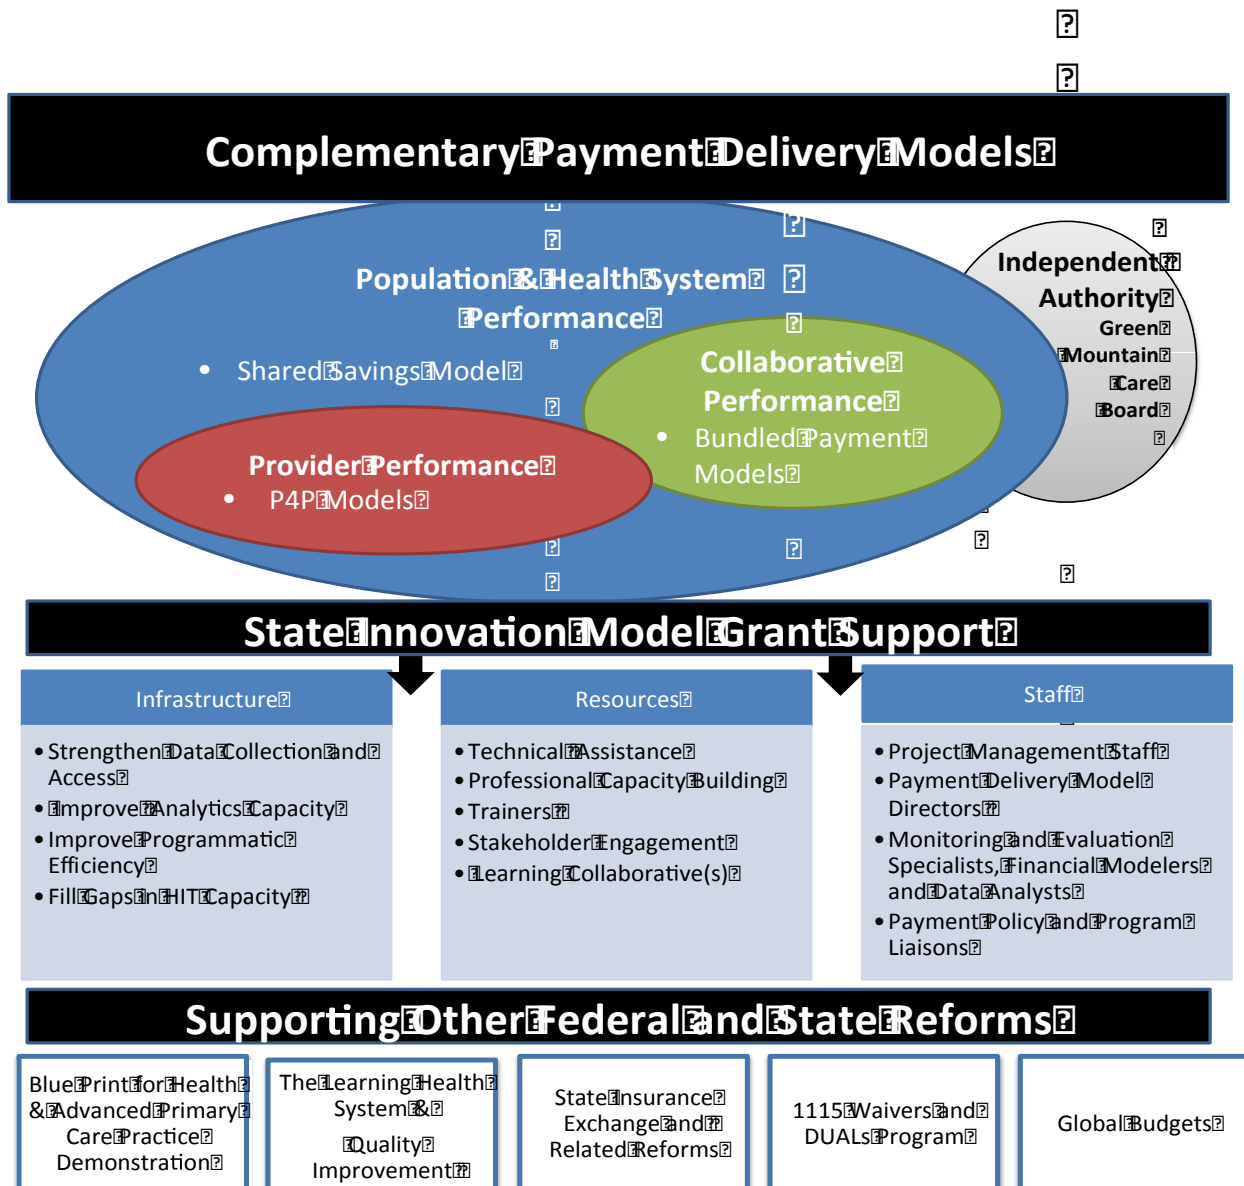 Complementary Payment Delivery Models
Population & Health System
Performance
• Shared Savings Model
Collaborative
Performance
• Bundled Payment
Models
Provider Performance
• P4P Models
Independent
Authority
Green
Mountain
Care
Board
State Innovation Model Grant Support
Infrastructure
• Strengthen Data Collection and
Access
• Improve Analytics Capacity
• Improve Programmatic
Efficiency
• Fill Gaps in HIT Capacity
Resources
• Technical Assistance
• Professional Capacity Building
• Trainers
• Stakeholder Engagement
• Learning Collaborative(s)
Staff
• Project Management Staff
• Payment Delivery Model
Directors
• Monitoring and Evaluation
Specialists, Financial Modelers
and Data Analysts
• Payment Policy and Program
Liaisons
Supporting Other Federal and State Reforms
Blue Print for Health
& Advanced Primary
Care Practice
Demonstration
The Learning Health
System &
Quality
Improvement
State Insurance
Exchange and
Related Reforms
1115 Waivers and
DUALs Program
Global Budgets